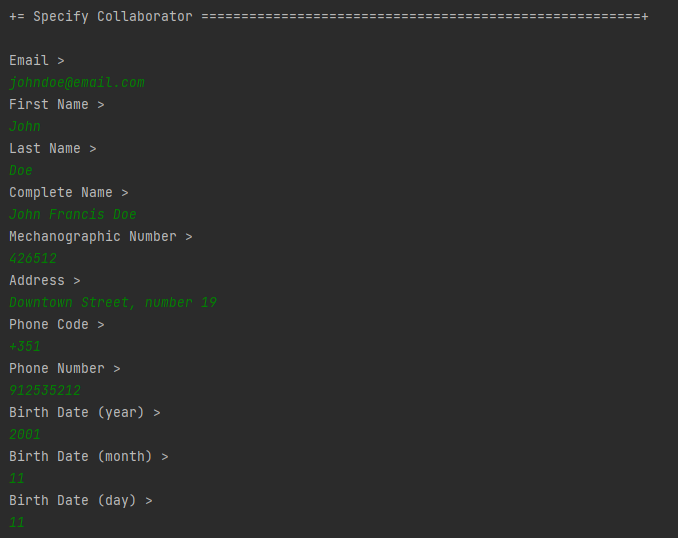 += Specify Collaborator =======================================================+
Email >
johndoe@email.com
First Name >
John
Last Name >
Doe
Complete Name >
John Francis Doe
Mechanographic Number >
426512
Address >
Downtown Street, number 19
Phone Code >
+351
Phone Number >
912535212
Birth Date (year) >
2001
Birth Date (month) >
11
Birth Date (day) >
11